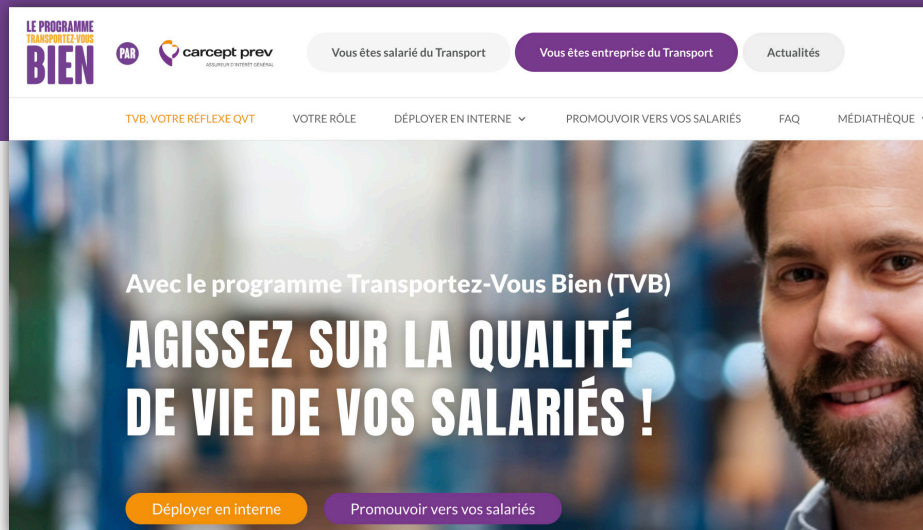 LE PROGRAMME
TRANSPORTEZ-VOUS
BIEN
PAR
carcept prev
ASSUREUR D'INTÉRÊT GÉNÉRAL
Vous êtes salarié du Transport
Vous êtes entreprise du Transport
Actualités
TVB, VOTRE RÉFLEXE QVT
VOTRE RÔLE
DÉPLOYER EN INTERNE
PROMOUVOIR VERS VOS SALARIÉS
FAQ
MÉDIATHÈQUE
Avec le programme Transportez-Vous Bien (TVB)
AGISSEZ SUR LA QUALITÉ
DE VIE DE VOS SALARIÉS !
Déployer en interne
Promouvoir vers vos salariés